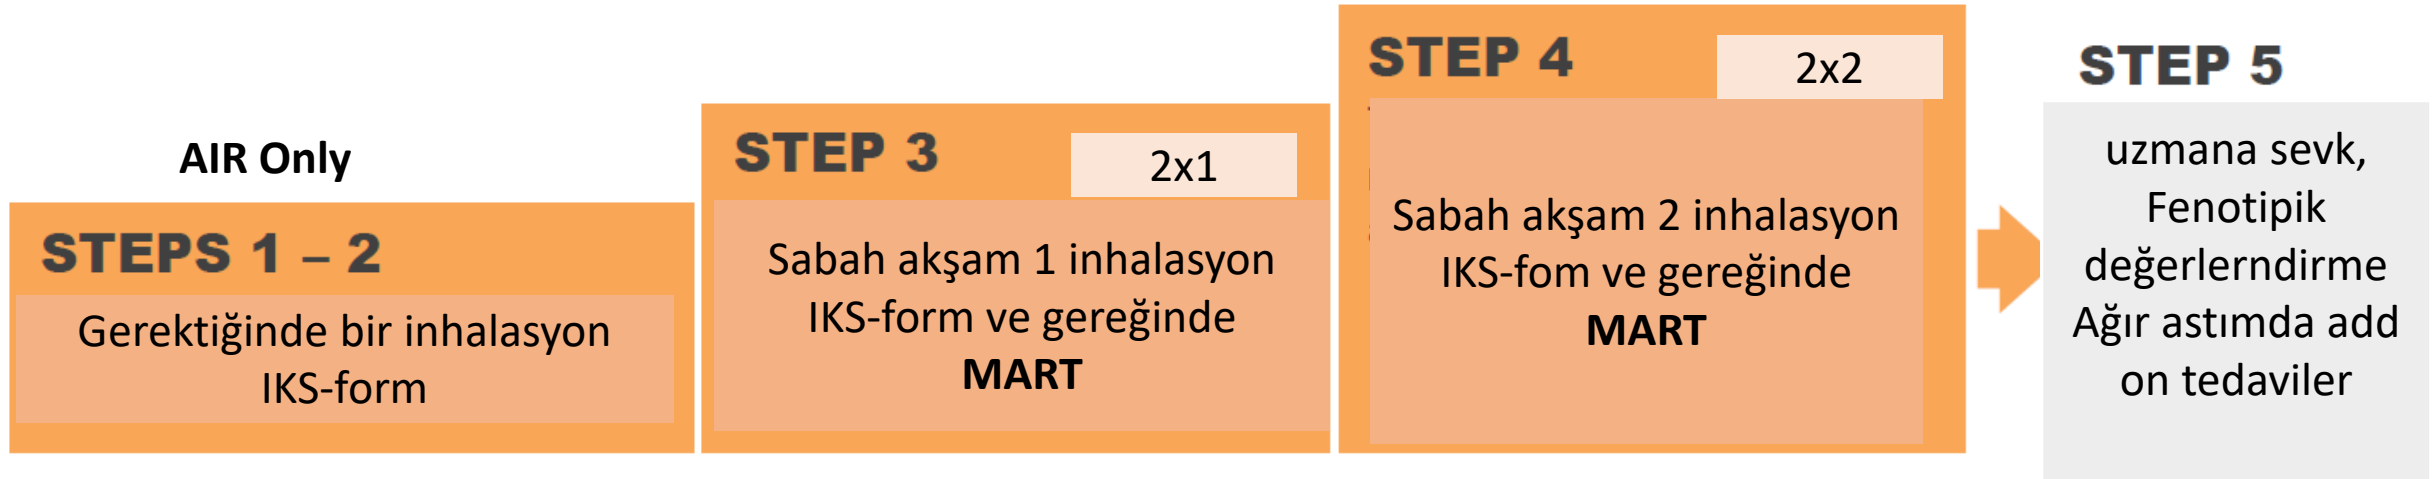 AIR Only
STEPS 1 – 2
Gerektiğinde bir inhalasyon
IKS-form
STEP 3
2x1
Sabah akşam 1 inhalasyon
IKS-form ve gereğinde
MART
STEP 4
2x2
Sabah akşam 2 inhalasyon
IKS-fom ve gereğinde
MART
STEP 5
uzmana sevk,
Fenotipik
değerlerndirme
Ağır astımda add
on tedaviler